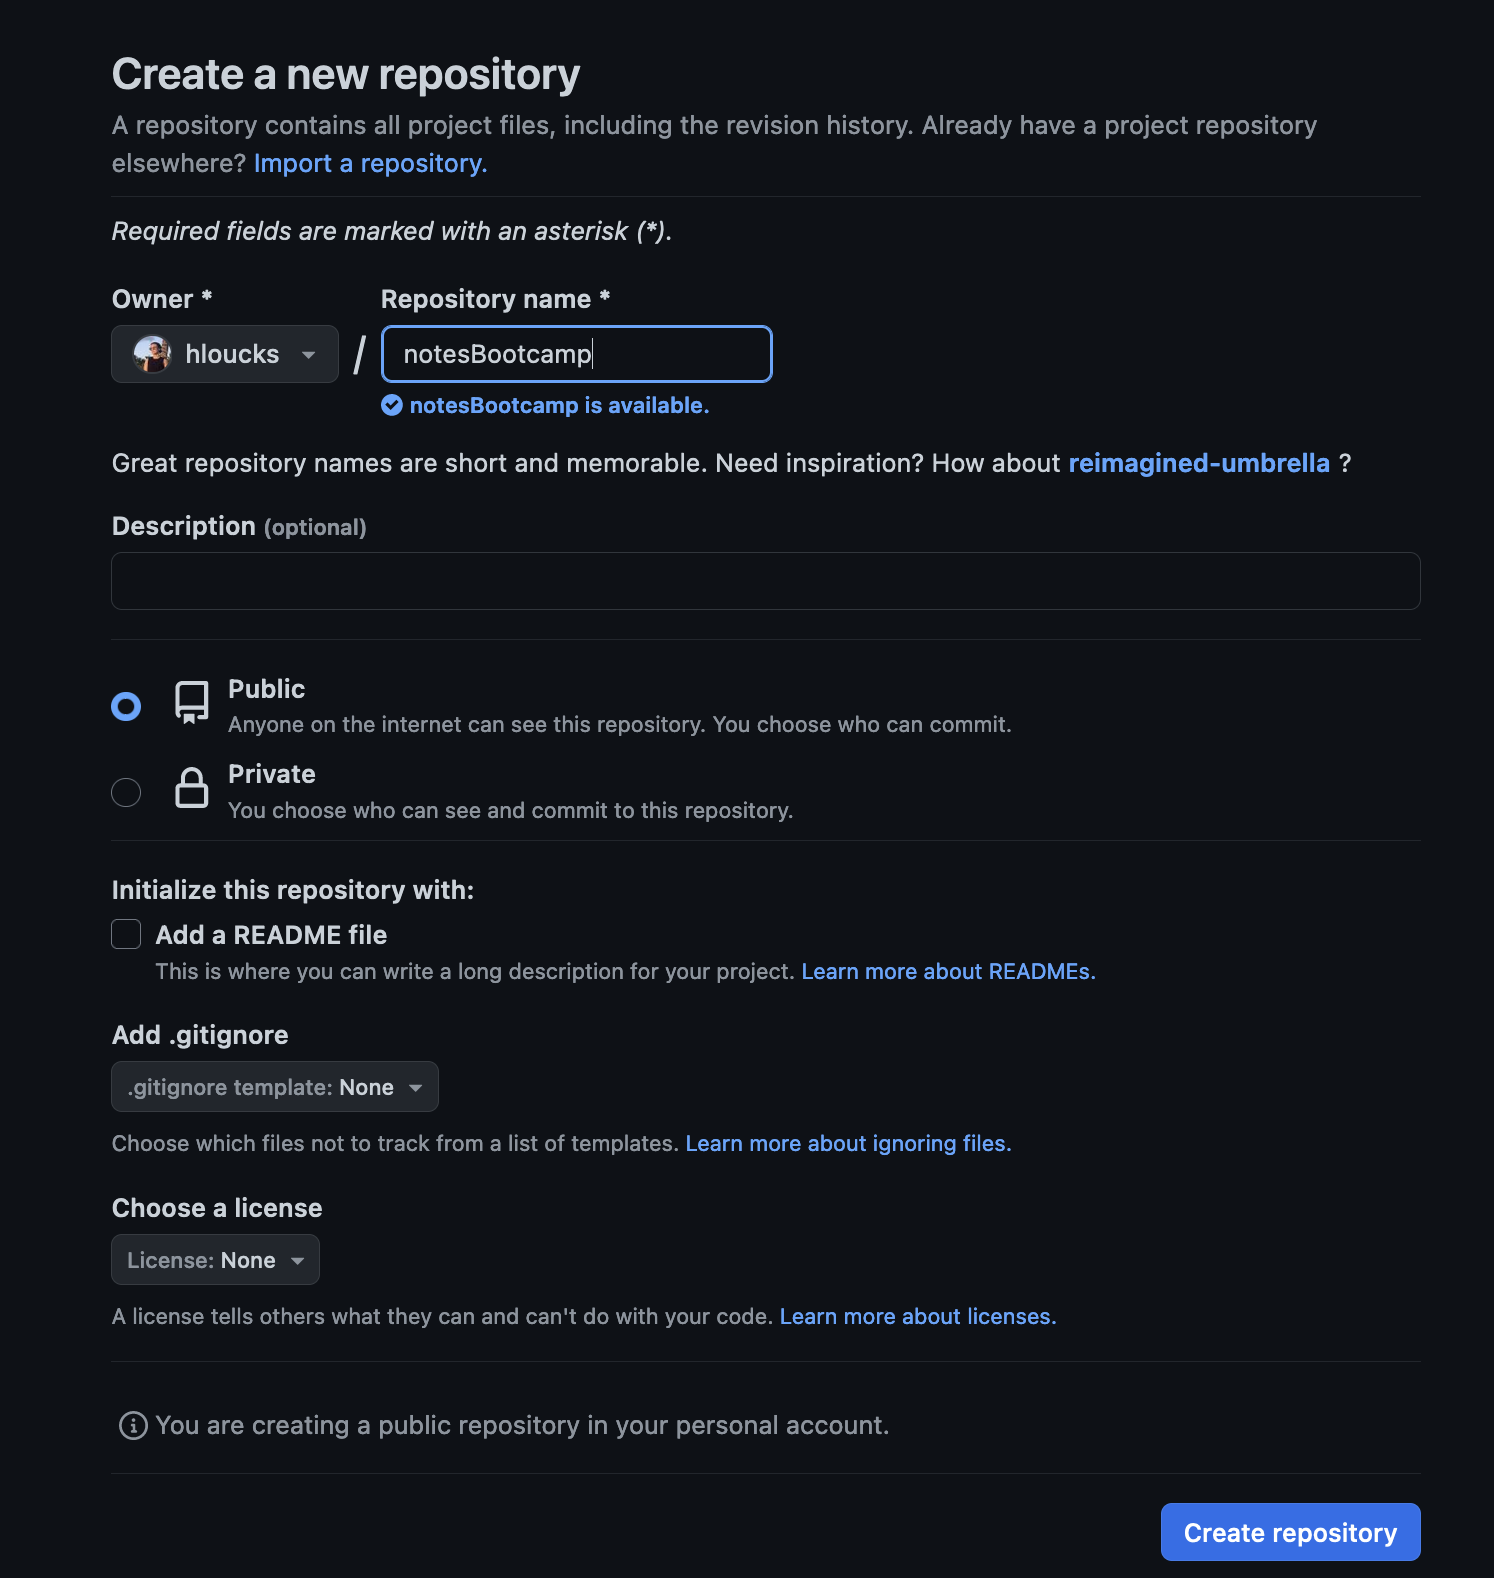 Create a new repository
A repository contains all project files, including the revision history. Already have a project repository
elsewhere? Import a repository.
Required fields are marked with an asterisk (*).
Owner * Repository name *
hloucks / notesBootcamp
notesBootcamp is available.
Great repository names are short and memorable. Need inspiration? How about reimagined-umbrella ?
Description (optional)
Public
Anyone on the internet can see this repository. You choose who can commit.
Private
You choose who can see and commit to this repository.
Initialize this repository with:
Add a README file
This is where you can write a long description for your project. Learn more about READMEs.
Add .gitignore
.gitignore template: None
Choose which files not to track from a list of templates. Learn more about ignoring files.
Choose a license
License: None
A license tells others what they can and can't do with your code. Learn more about licenses.
You are creating a public repository in your personal account.
Create repository